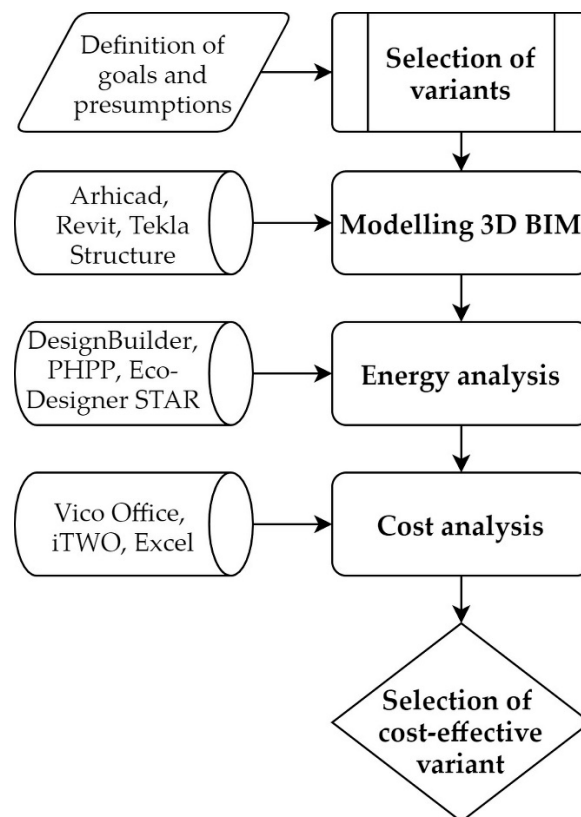 Definition of
goals and
presumptions
Selection of
variants
Arhicad,
Revit, Tekla
Structure
Modelling 3D BIM
DesignBuilder,
PHPP, Eco-
Designer STAR
Energy analysis
Vico Office,
iTWO, Excel
Cost analysis
Selection of
cost-effective
variant